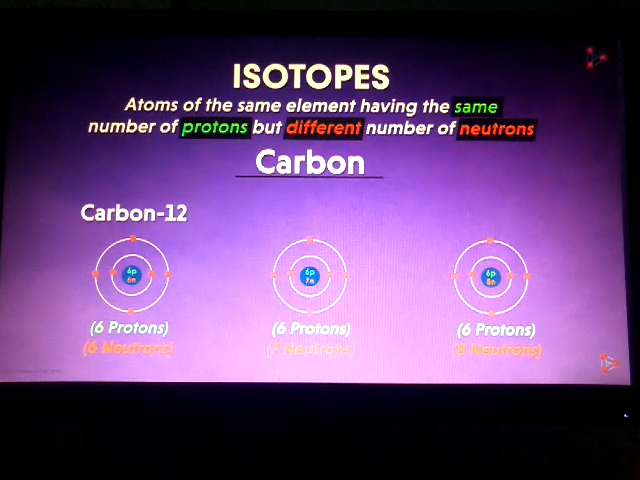 ISOTOPES
Atoms of the same element having the same
number of protons but different number of neutrons
Carbon
Carbon-12
6p 6p 6p
6n 7n 8n
(6 Protons) (6 Protons) (6 Protons)
(6 Neutrons) (7 Neutrons) (8 Neutrons)